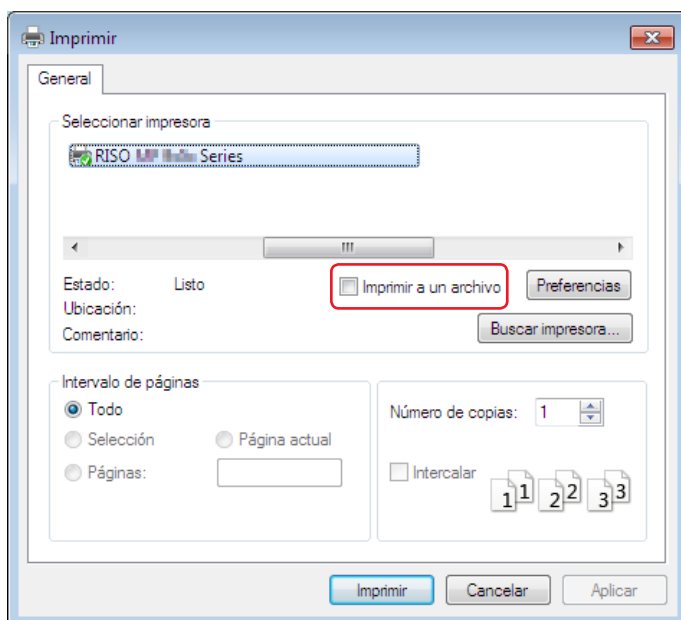 Imprimir
General
Seleccionar impresora
RISO Series
Estado: Listo
Imprimir a un archivo
Preferencias
Ubicación:
Comentario:
Buscar impresora...
Intervalo de páginas
Todo
Selección
Página actual
Páginas:
Número de copias: 1
Intercalar
1 1 2 2 3 3
Imprimir
Cancelar
Aplicar